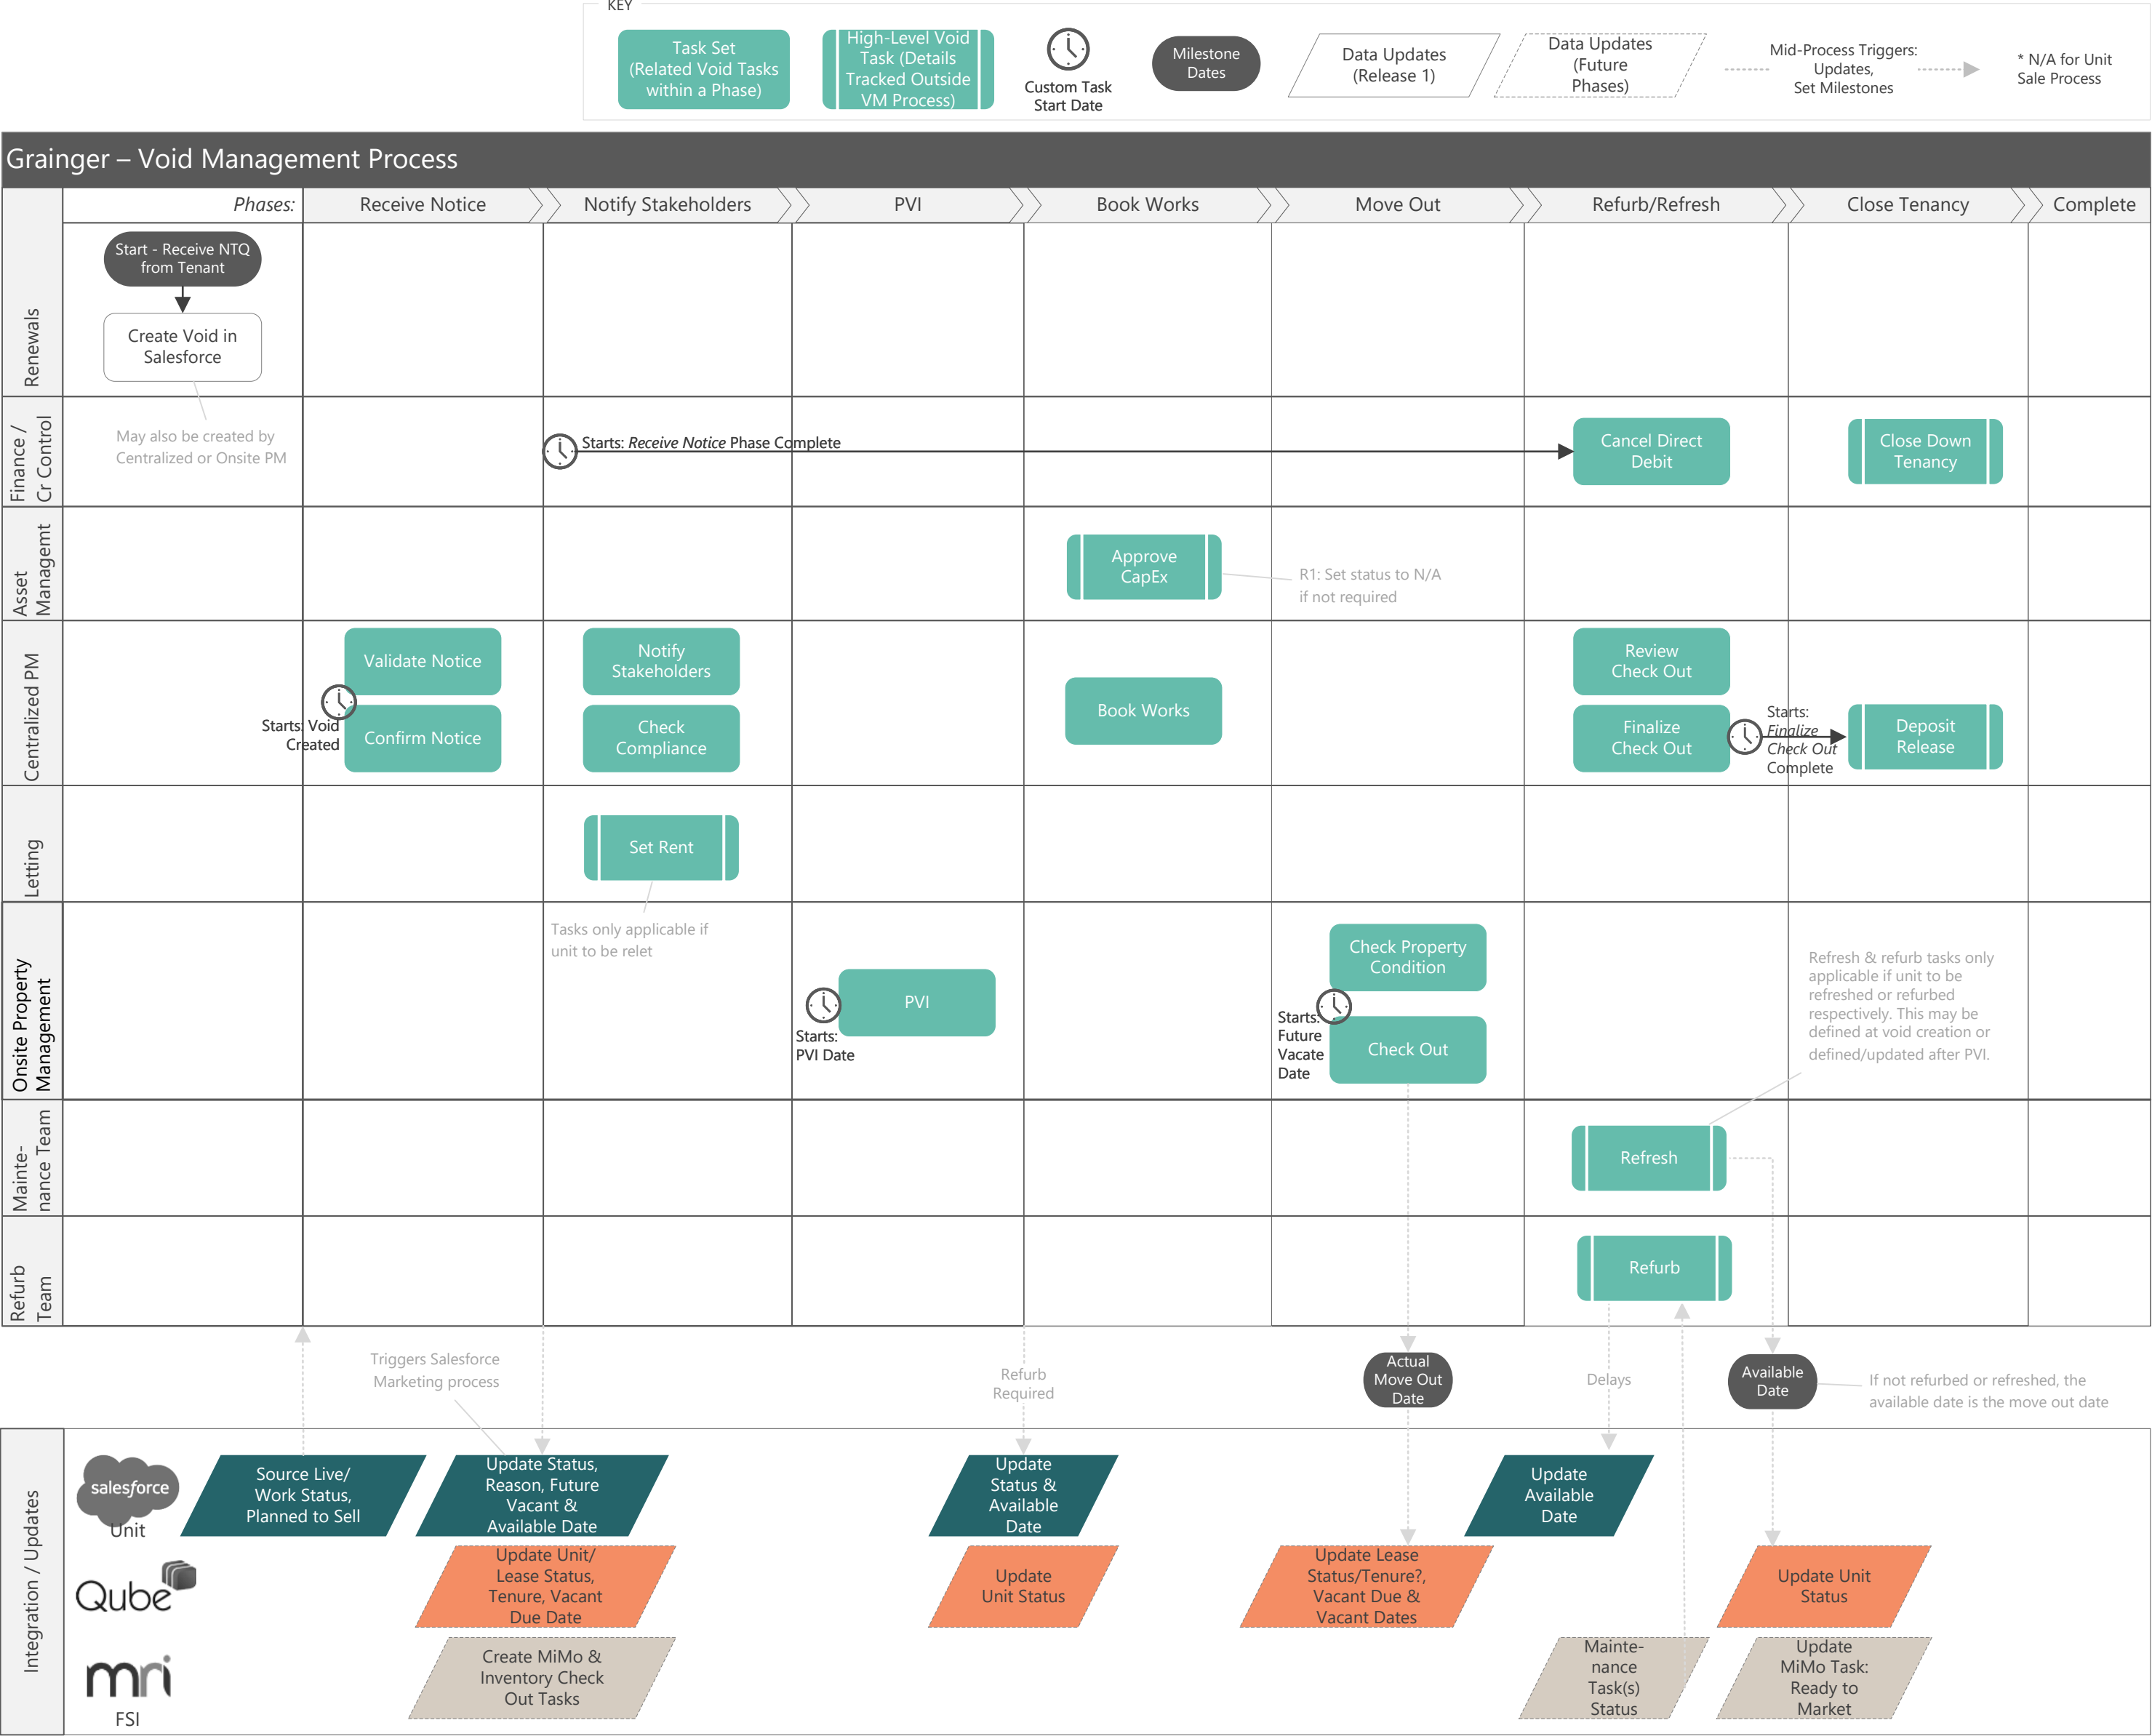 KEY
Task Set
(Related Void Tasks
within a Phase)
High-Level Void
Task (Details
Tracked Outside
VM Process)
Custom Task
Start Date
Milestone
Dates
Data Updates
(Release 1)
Data Updates
(Future
Phases)
Mid-Process Triggers:
Updates,
Set Milestones
* N/A for Unit
Sale Process
Grainger – Void Management Process
Phases:
Receive Notice
Notify Stakeholders
PVI
Book Works
Move Out
Refurb/Refresh
Close Tenancy
Complete
Renewals
Start - Receive NTQ
from Tenant
Create Void in
Salesforce
May also be created by
Centralized or Onsite PM
Finance /
Cr Control
Starts: Receive Notice Phase Complete
Cancel Direct
Debit
Close Down
Tenancy
Asset
Managemt
Approve
CapEx
R1: Set status to N/A
if not required
Centralized PM
Validate Notice
Starts: Void
Created
Confirm Notice
Notify
Stakeholders
Check
Compliance
Book Works
Review
Check Out
Finalize
Check Out
Starts:
Finalize
Check Out
Complete
Deposit
Release
Letting
Set Rent
Tasks only applicable if
unit to be relet
Onsite Property
Management
PVI
Starts:
PVI Date
Check Property
Condition
Starts:
Future
Vacate
Date
Check Out
Refresh & refurb tasks only
applicable if unit to be
refreshed or refurbed
respectively. This may be
defined at void creation or
defined/updated after PVI.
Mainte-
nance Team
Refresh
Refurb
Team
Refurb
Triggers Salesforce
Marketing process
Refurb
Required
Actual
Move Out
Date
Delays
Available
Date
If not refurbed or refreshed, the
available date is the move out date
Integration / Updates
salesforce
Unit
Source Live/
Work Status,
Planned to Sell
Update Status,
Reason, Future
Vacant &
Available Date
Update
Status &
Available
Date
Update
Available
Date
Qube
Update Unit/
Lease Status,
Tenure, Vacant
Due Date
Update
Unit Status
Update Lease
Status/Tenure?,
Vacant Due &
Vacant Dates
Update Unit
Status
mri
FSI
Create MiMo &
Inventory Check
Out Tasks
Mainte-
nance
Task(s)
Status
Update
MiMo Task:
Ready to
Market